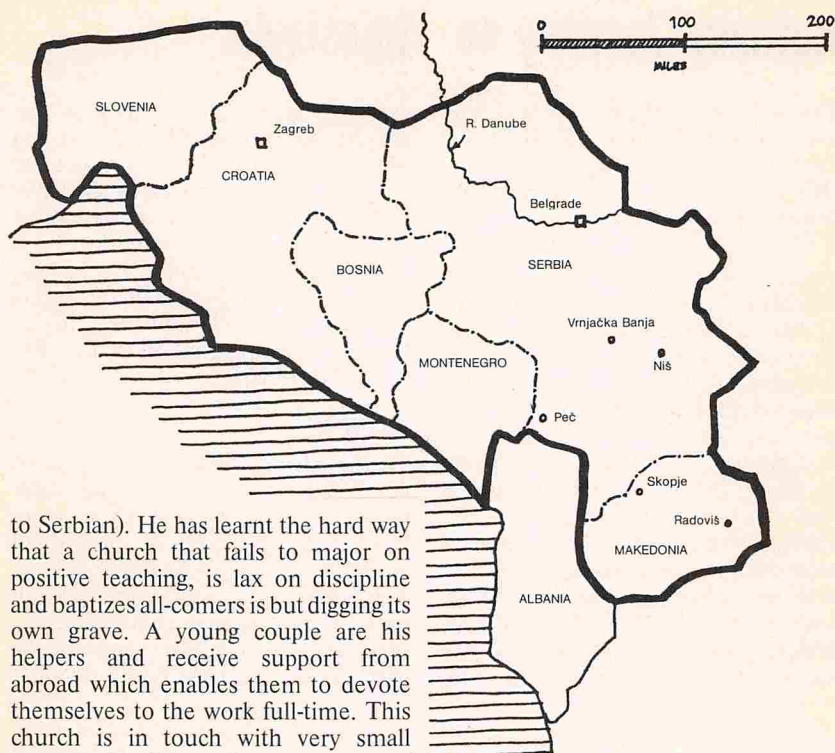 0 100 200
MILES
SLOVENIA
Zagreb
CROATIA
R. Danube
Belgrade
BOSNIA
SERBIA
Vrnjačka Banja
Niš
MONTENEGRO
Peč
Skopje
Radoviš
MAKEDONIA
ALBANIA
to Serbian). He has learnt the hard way
that a church that fails to major on
positive teaching, is lax on discipline
and baptizes all-comers is but digging its
own grave. A young couple are his
helpers and receive support from
abroad which enables them to devote
themselves to the work full-time. This
church is in touch with very small